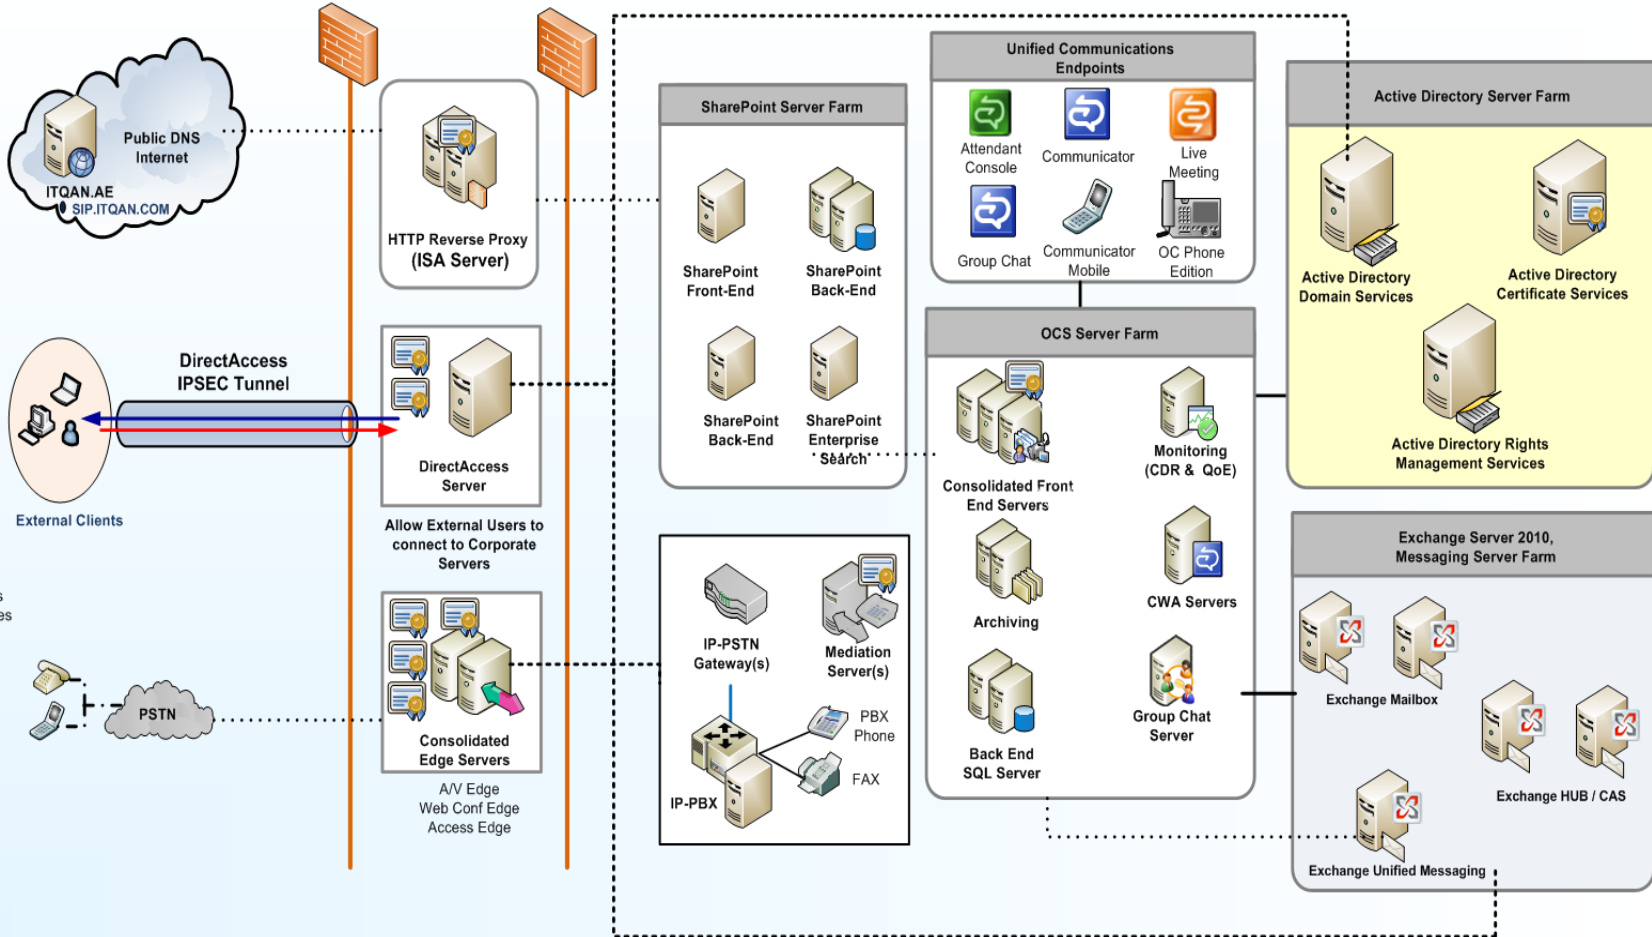 Public DNS
Internet
ITQAN.AE
SIP.ITQAN.COM
HTTP Reverse Proxy
(ISA Server)
DirectAccess
IPSEC Tunnel
External Clients
DirectAccess
Server
Allow External Users to
connect to Corporate
Servers
PSTN
Consolidated
Edge Servers
A/V Edge
Web Conf Edge
Access Edge
SharePoint Server Farm
SharePoint
Front-End
SharePoint
Back-End
SharePoint
Back-End
SharePoint
Enterprise
Search
IP-PSTN
Gateway(s)
Mediation
Server(s)
PBX
Phone
FAX
IP-PBX
Unified Communications
Endpoints
Attendant
Console
Communicator
Live
Meeting
Group Chat
Communicator
Mobile
OC Phone
Edition
OCS Server Farm
Consolidated Front
End Servers
Monitoring
(CDR & QoE)
Archiving
CWA Servers
Back End
SQL Server
Group Chat
Server
Active Directory Server Farm
Active Directory
Domain Services
Active Directory
Certificate Services
Active Directory Rights
Management Services
Exchange Server 2010,
Messaging Server Farm
Exchange Mailbox
Exchange HUB / CAS
Exchange Unified Messaging